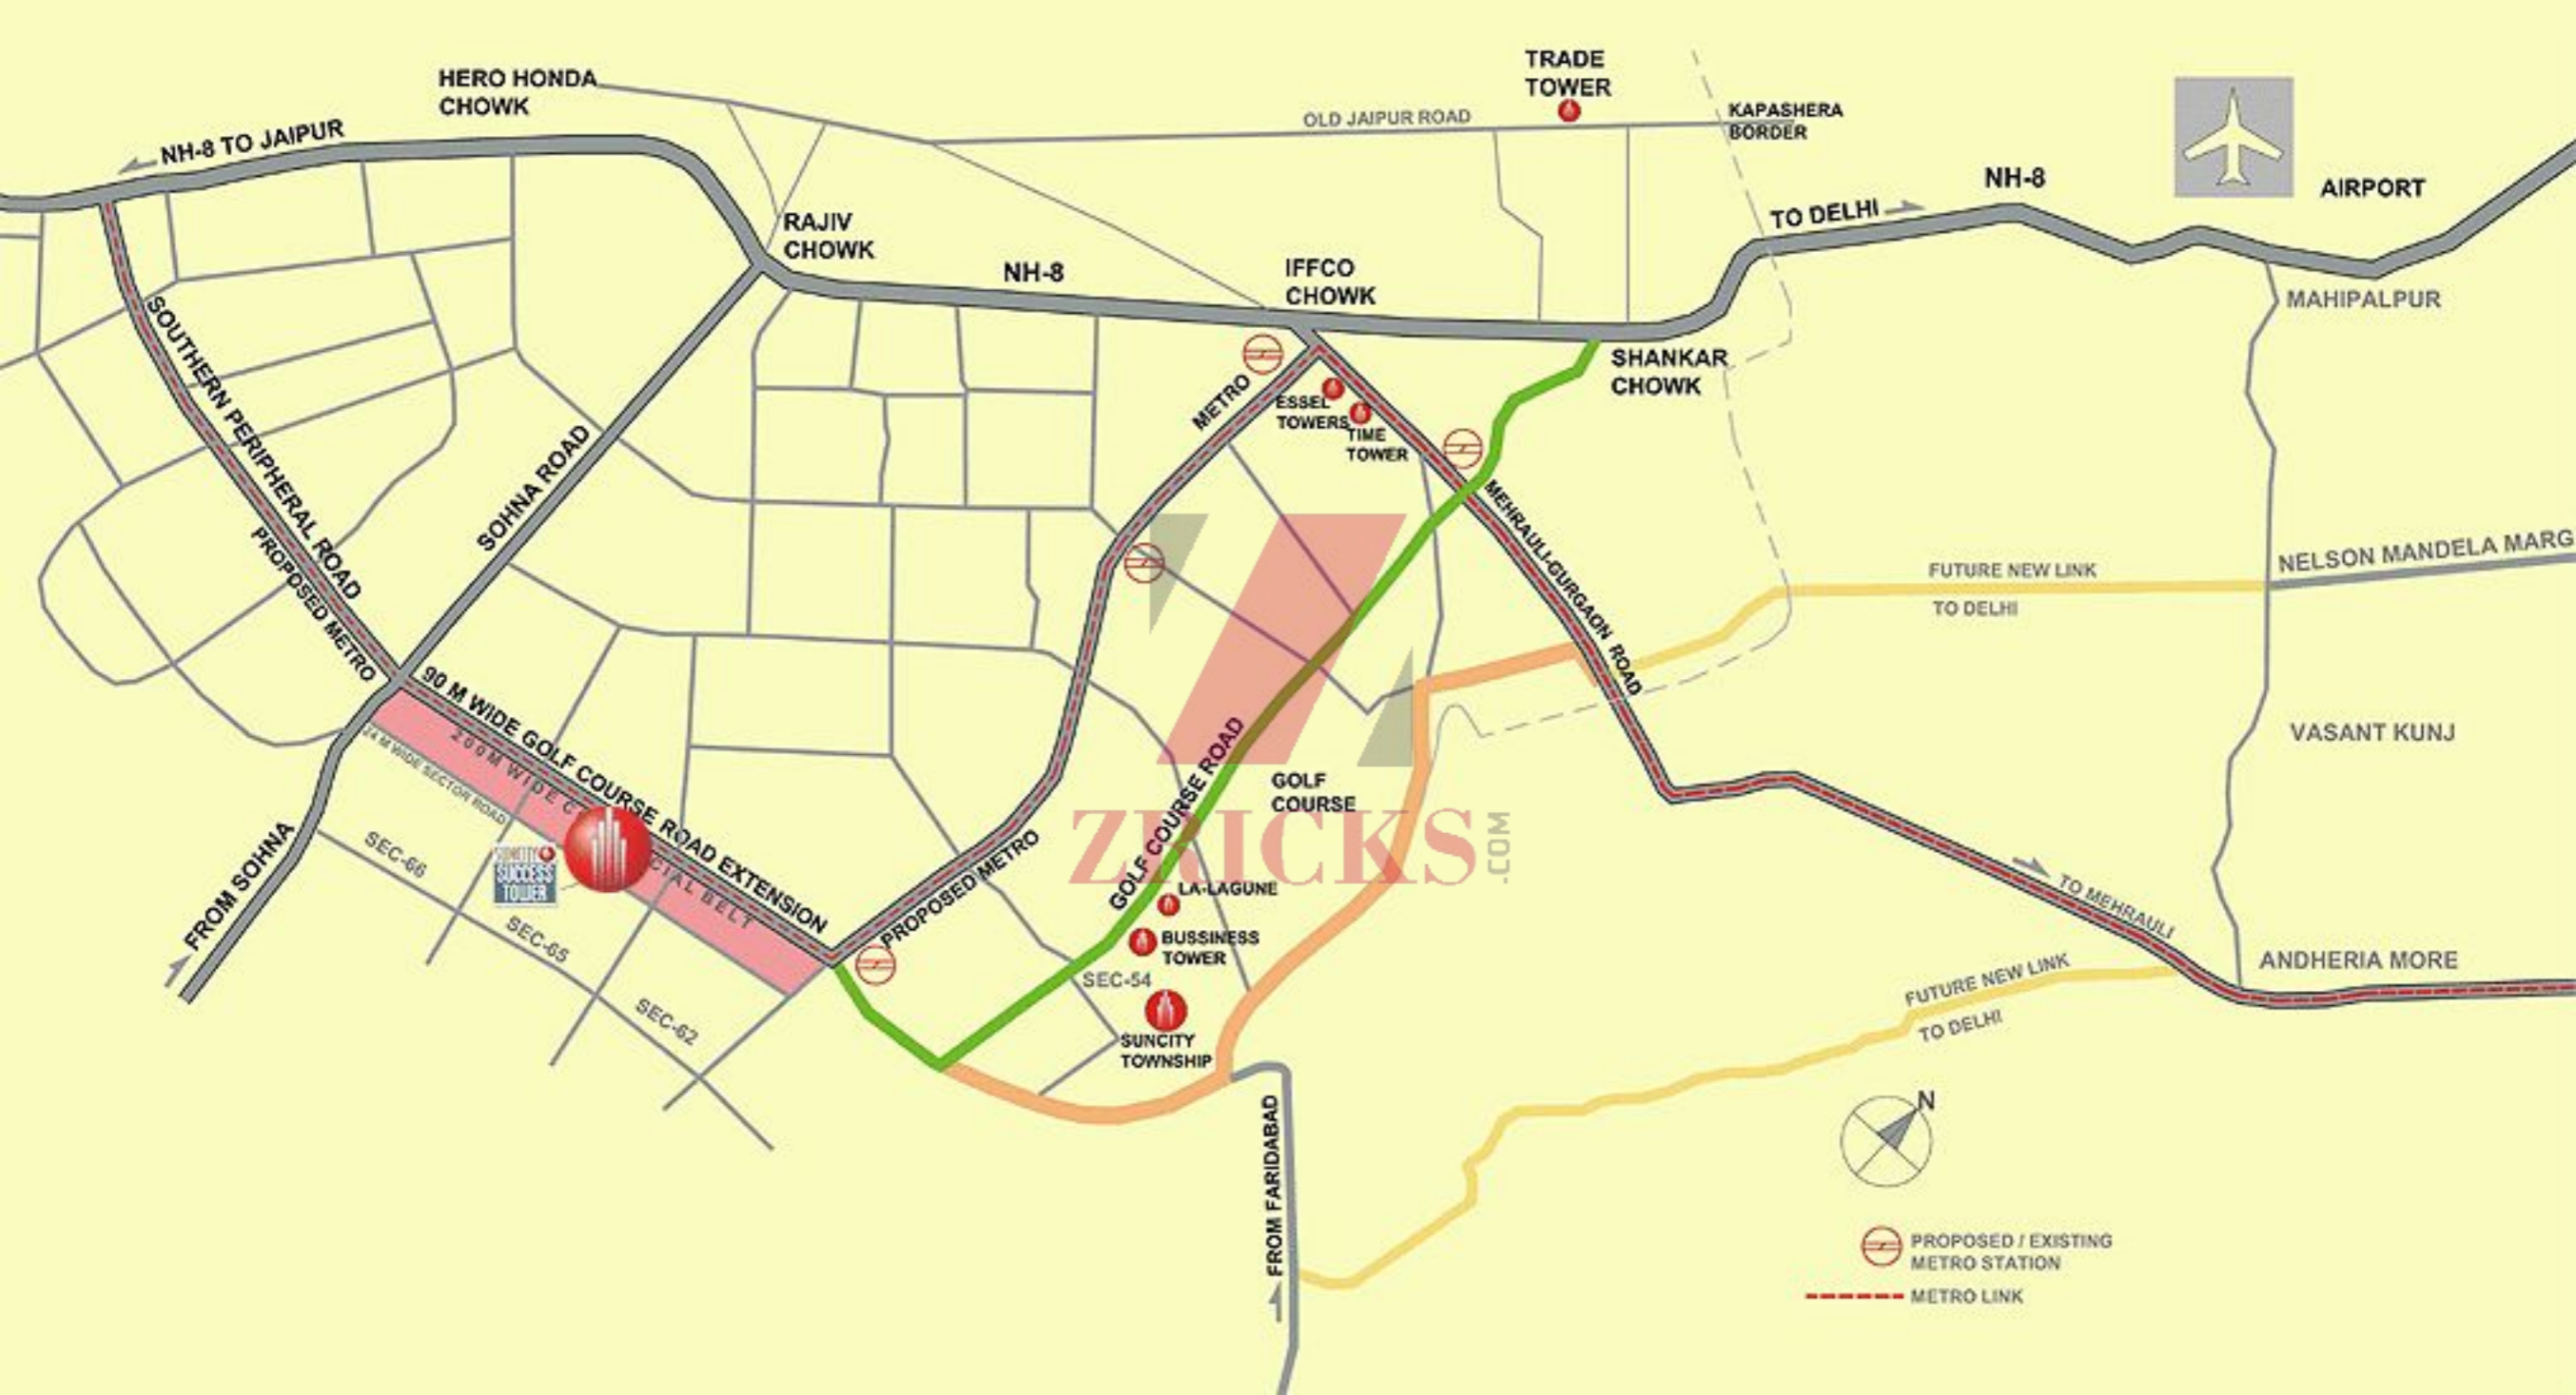 TRADE
TOWER
HERO HONDA
CHOWK
NH-8 TO JAIPUR
OLD JAIPUR ROAD
KAPASHERA
BORDER
NH-8
AIRPORT
TO DELHI
RAJIV
CHOWK
NH-8
IFFCO
CHOWK
MAHIPALPUR
SHANKAR
CHOWK
METRO
ESSEL
TOWERS
TIME
TOWER
SOUTHERN PERIPHERAL ROAD
PROPOSED METRO
SOHNA ROAD
MEHRAULI-GURGAON ROAD
NELSON MANDELA MARG
FUTURE NEW LINK
TO DELHI
90 M WIDE GOLF COURSE ROAD EXTENSION
200M WIDE C
CIAL BELT
24 M WIDE SECTOR ROAD
VASANT KUNJ
GOLF COURSE ROAD
GOLF
COURSE
ZRICKS
.COM
FROM SOHNA
SEC-66
SUNCITY
SUCCESS
TOWER
PROPOSED METRO
LA-LAGUNE
BUSSINESS
TOWER
SEC-65
SEC-54
SEC-62
SUNCITY
TOWNSHIP
TO MEHRAULI
ANDHERIA MORE
FUTURE NEW LINK
TO DELHI
FROM FARIDABAD
N
PROPOSED / EXISTING
METRO STATION
METRO LINK